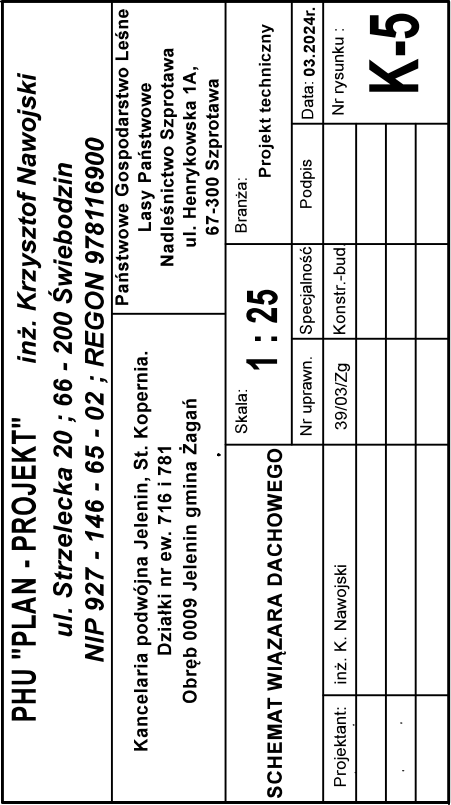 PHU "PLAN - PROJEKT" inż. Krzysztof Nawojski
ul. Strzelecka 20 ; 66 - 200 Świebodzin
NIP 927 - 146 - 65 - 02 ; REGON 978116900
Kancelaria podwójna Jelenin, St. Kopernia.
Działki nr ew. 716 i 781
Obręb 0009 Jelenin gmina Żagań
Państwowe Gospodarstwo Leśne
Lasy Państwowe
Nadleśnictwo Szprotawa
ul. Henrykowska 1A,
67-300 Szprotawa
SCHEMAT WIĄZARA DACHOWEGO
Skala:
1 : 25
Branża:
Projekt techniczny
Nr uprawn. Specjalność Podpis Data: 03.2024r.
Projektant: inż. K. Nawojski 39/03/Zg Konstr.-bud.
Nr rysunku :
K-5